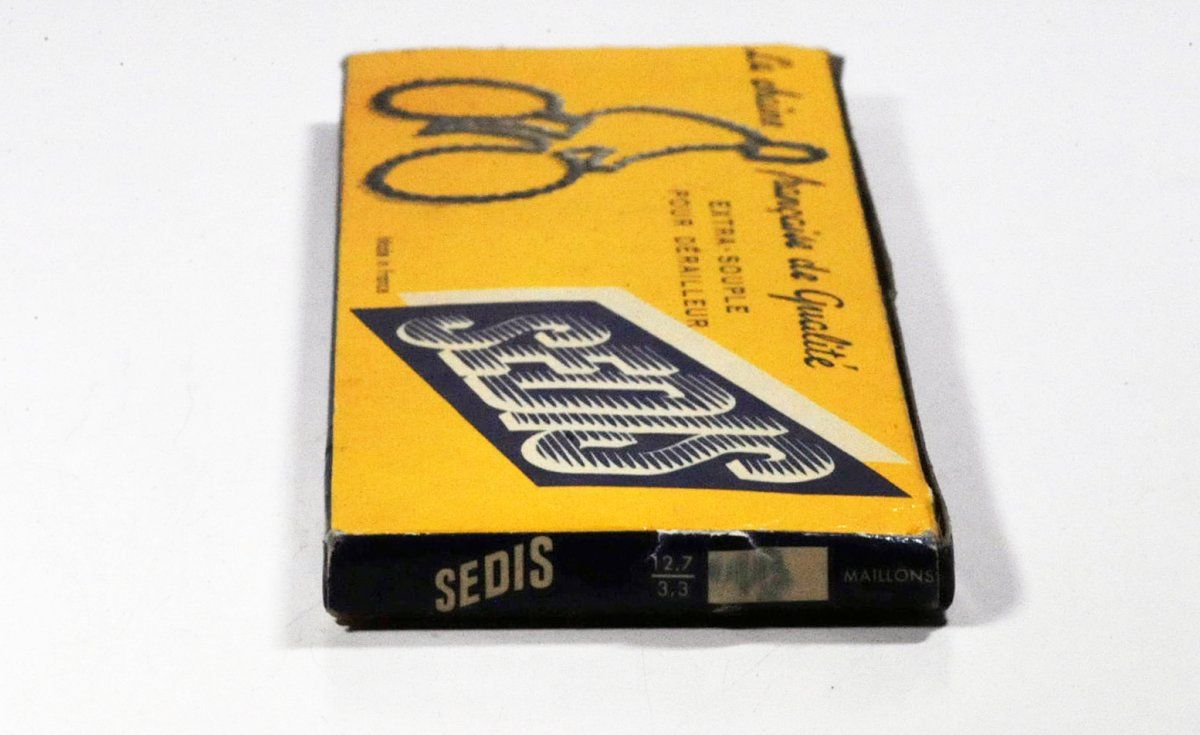 La chaîne française de Qualité
EXTRA-SOUPLE
POUR DÉRAILLEUR
Made in France
SEDIS
SEDIS
12.7
3,3
MAILLONS